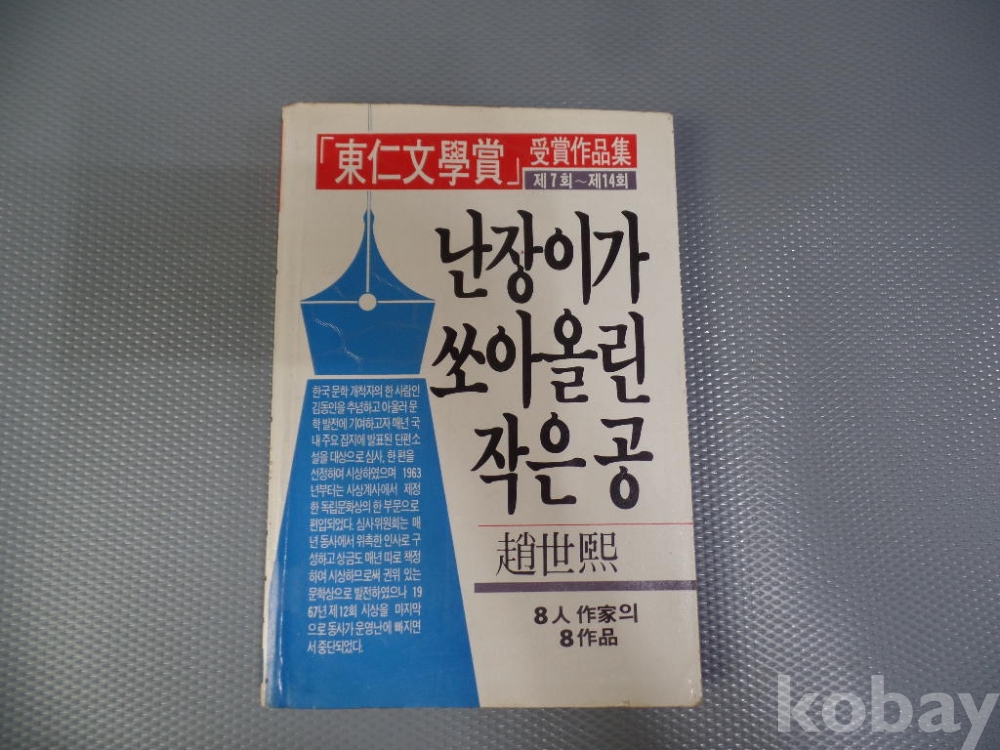 「東仁文學賞」受賞作品集
제7회~제14회
난장이가
쏘아올린
작은공
趙世熙
8人 作家의
8作品
한국 문학 개척자의 한 사람인
김동인을 추념하고 아울러 문
학 발전에 기여하고자 매년 국
내 주요 잡지에 발표된 단편소
설을 대상으로 심사, 한 편을
선정하여 시상하였으며 1963
년부터는 사상계사에서 제정
한 독립문화상의 한 부문으로
편입되었다. 심사위원회는 매
년 동사에서 위촉한 인사로 구
성하고 상금도 매년 따로 책정
하여 시상하므로써 권위 있는
문학상으로 발전하였으나 19
67년 제12회 시상을 마지막
으로 동사가 운영난에 빠지면
서 중단되었다.
kobay